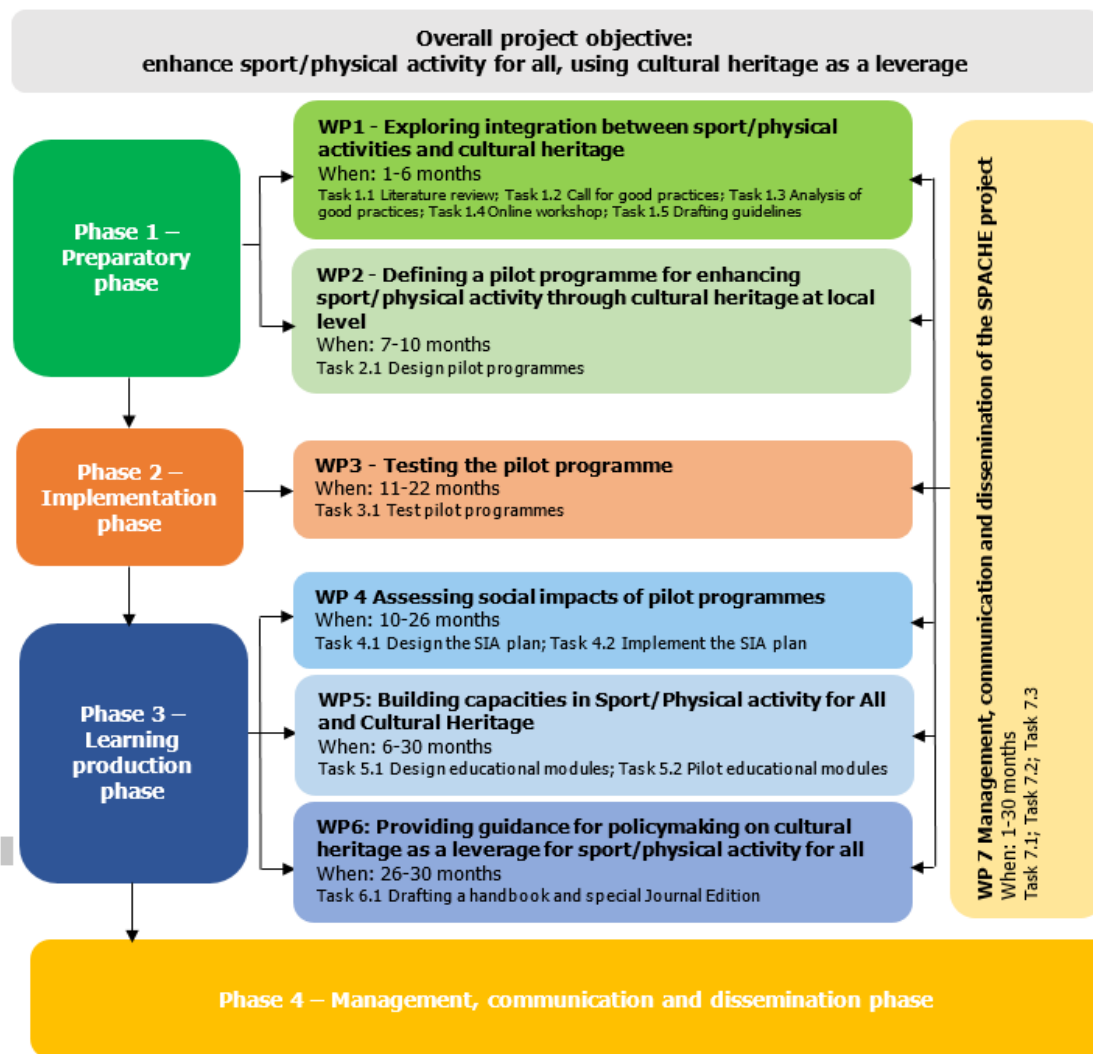 Overall project objective:
enhance sport/physical activity for all, using cultural heritage as a leverage
Phase 1 –
Preparatory
phase
WP1 - Exploring integration between sport/physical
activities and cultural heritage
When: 1-6 months
Task 1.1 Literature review; Task 1.2 Call for good practices; Task 1.3 Analysis of
good practices; Task 1.4 Online workshop; Task 1.5 Drafting guidelines
WP2 - Defining a pilot programme for enhancing
sport/physical activity through cultural heritage at local
level
When: 7-10 months
Task 2.1 Design pilot programmes
Phase 2 –
Implementation
phase
WP3 - Testing the pilot programme
When: 11-22 months
Task 3.1 Test pilot programmes
Phase 3 –
Learning
production
phase
WP 4 Assessing social impacts of pilot programmes
When: 10-26 months
Task 4.1 Design the SIA plan; Task 4.2 Implement the SIA plan
WP5: Building capacities in Sport/Physical activity for All
and Cultural Heritage
When: 6-30 months
Task 5.1 Design educational modules; Task 5.2 Pilot educational modules
WP6: Providing guidance for policymaking on cultural
heritage as a leverage for sport/physical activity for all
When: 26-30 months
Task 6.1 Drafting a handbook and special Journal Edition
WP 7 Management, communication and dissemination of the SPACHE project
When: 1-30 months
Task 7.1; Task 7.2; Task 7.3
Phase 4 – Management, communication and dissemination phase